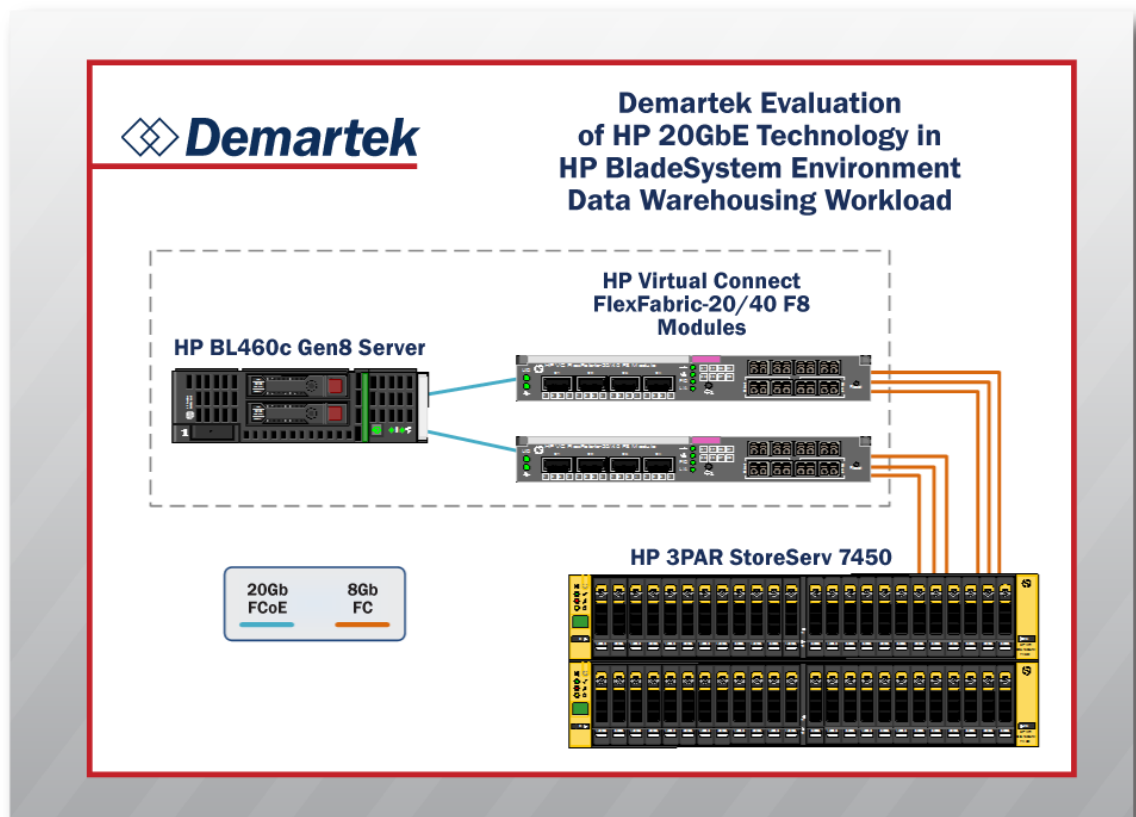 Demartek
Demartek Evaluation
of HP 20GbE Technology in
HP BladeSystem Environment
Data Warehousing Workload
HP Virtual Connect
FlexFabric-20/40 F8
Modules
HP BL460c Gen8 Server
1
HP 3PAR StoreServ 7450
20Gb
FCoE
8Gb
FC